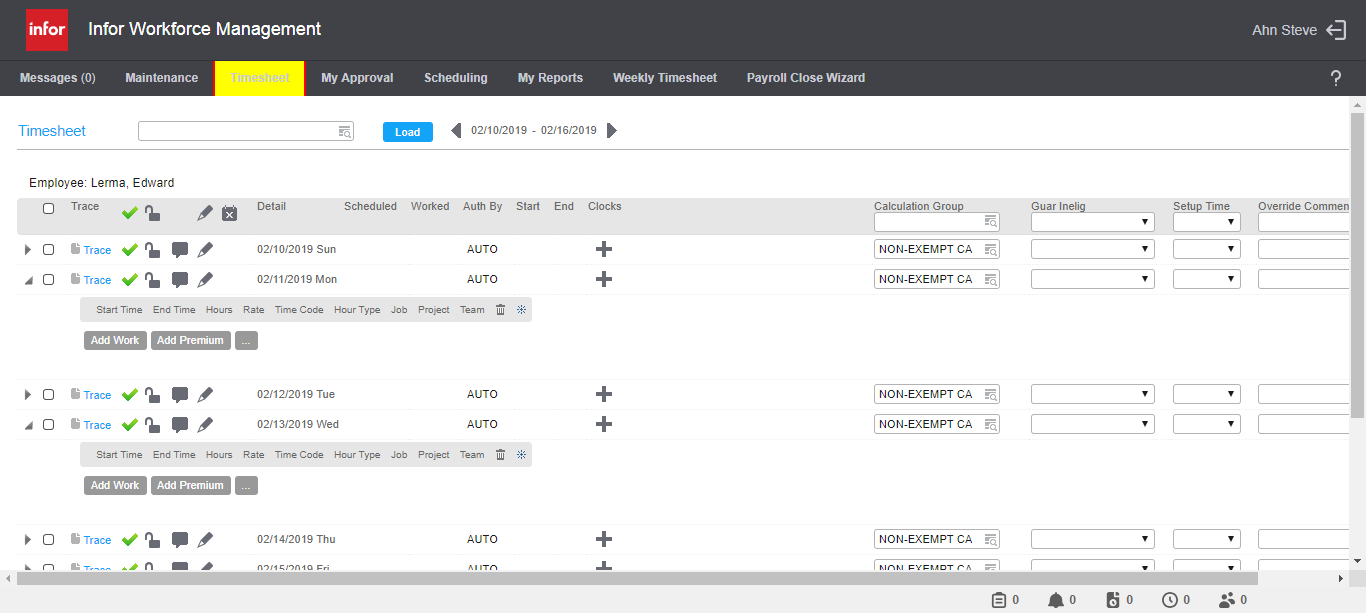 infor Infor Workforce Management Ahn Steve
Messages (0) Maintenance Timesheet My Approval Scheduling My Reports Weekly Timesheet Payroll Close Wizard ?
Timesheet Load 02/10/2019 - 02/16/2019
Employee: Lerma, Edward
Trace Detail Scheduled Worked Auth By Start End Clocks Calculation Group Guar Inelig Setup Time Override Commen
Trace 02/10/2019 Sun AUTO NON-EXEMPT CA
Trace 02/11/2019 Mon AUTO NON-EXEMPT CA
Start Time End Time Hours Rate Time Code Hour Type Job Project Team
Add Work Add Premium ...
Trace 02/12/2019 Tue AUTO NON-EXEMPT CA
Trace 02/13/2019 Wed AUTO NON-EXEMPT CA
Start Time End Time Hours Rate Time Code Hour Type Job Project Team
Add Work Add Premium ...
Trace 02/14/2019 Thu AUTO NON-EXEMPT CA
Trace 02/15/2019 Fri AUTO NON-EXEMPT CA
0 0 0 0 0